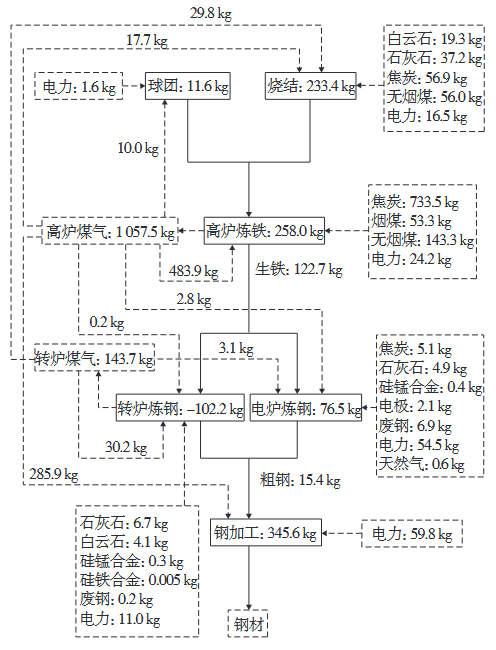 29.8 kg
17.7 kg
白云石: 19.3 kg
石灰石: 37.2 kg
焦炭: 56.9 kg
无烟煤: 56.0 kg
电力: 16.5 kg
电力: 1.6 kg
球团: 11.6 kg
烧结: 233.4 kg
10.0 kg
焦炭: 733.5 kg
烟煤: 53.3 kg
无烟煤: 143.3 kg
电力: 24.2 kg
高炉煤气: 1 057.5 kg
高炉炼铁: 258.0 kg
483.9 kg
生铁: 122.7 kg
2.8 kg
0.2 kg
3.1 kg
转炉煤气: 143.7 kg
焦炭: 5.1 kg
石灰石: 4.9 kg
硅锰合金: 0.4 kg
电极: 2.1 kg
废钢: 6.9 kg
电力: 54.5 kg
天然气: 0.6 kg
转炉炼钢: –102.2 kg
电炉炼钢: 76.5 kg
30.2 kg
285.9 kg
粗钢: 15.4 kg
石灰石: 6.7 kg
白云石: 4.1 kg
硅锰合金: 0.3 kg
硅铁合金: 0.005 kg
废钢: 0.2 kg
电力: 11.0 kg
钢加工: 345.6 kg
电力: 59.8 kg
钢材